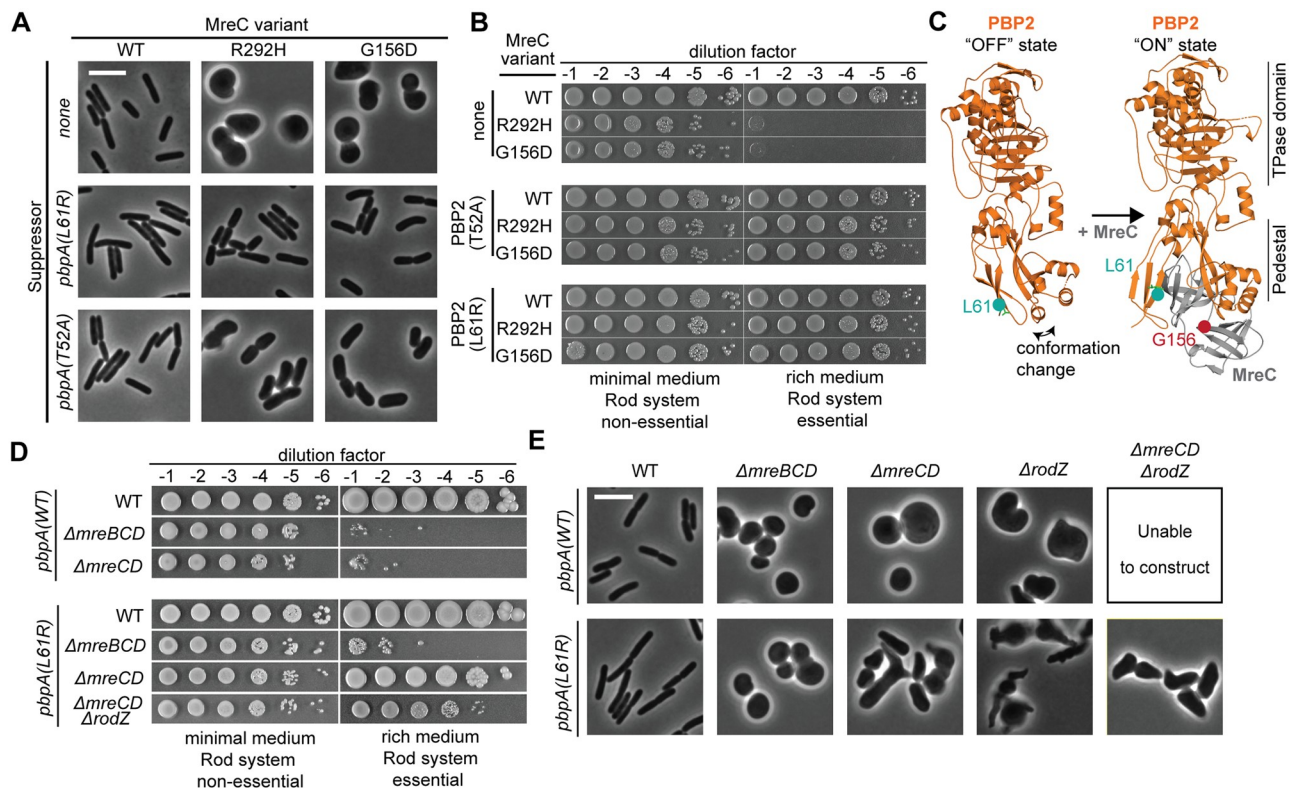 A
MreC variant
WT R292H G156D
Suppressor
none
pbpA(L61R)
pbpA(T52A)
B
MreC
variant
dilution factor
-1 -2 -3 -4 -5 -6 -1 -2 -3 -4 -5 -6
none
WT
R292H
G156D
PBP2
(T52A)
WT
R292H
G156D
PBP2
(L61R)
WT
R292H
G156D
minimal medium
Rod system
non-essential
rich medium
Rod system
essential
C
PBP2
"OFF" state
PBP2
"ON" state
TPase domain
+ MreC
Pedestal
L61
L61
G156
MreC
conformation
change
D
dilution factor
-1 -2 -3 -4 -5 -6 -1 -2 -3 -4 -5 -6
pbpA(WT)
WT
ΔmreBCD
ΔmreCD
pbpA(L61R)
WT
ΔmreBCD
ΔmreCD
ΔmreCD
ΔrodZ
minimal medium
Rod system
non-essential
rich medium
Rod system
essential
E
WT ΔmreBCD ΔmreCD ΔrodZ ΔmreCD
ΔrodZ
pbpA(WT)
Unable
to construct
pbpA(L61R)